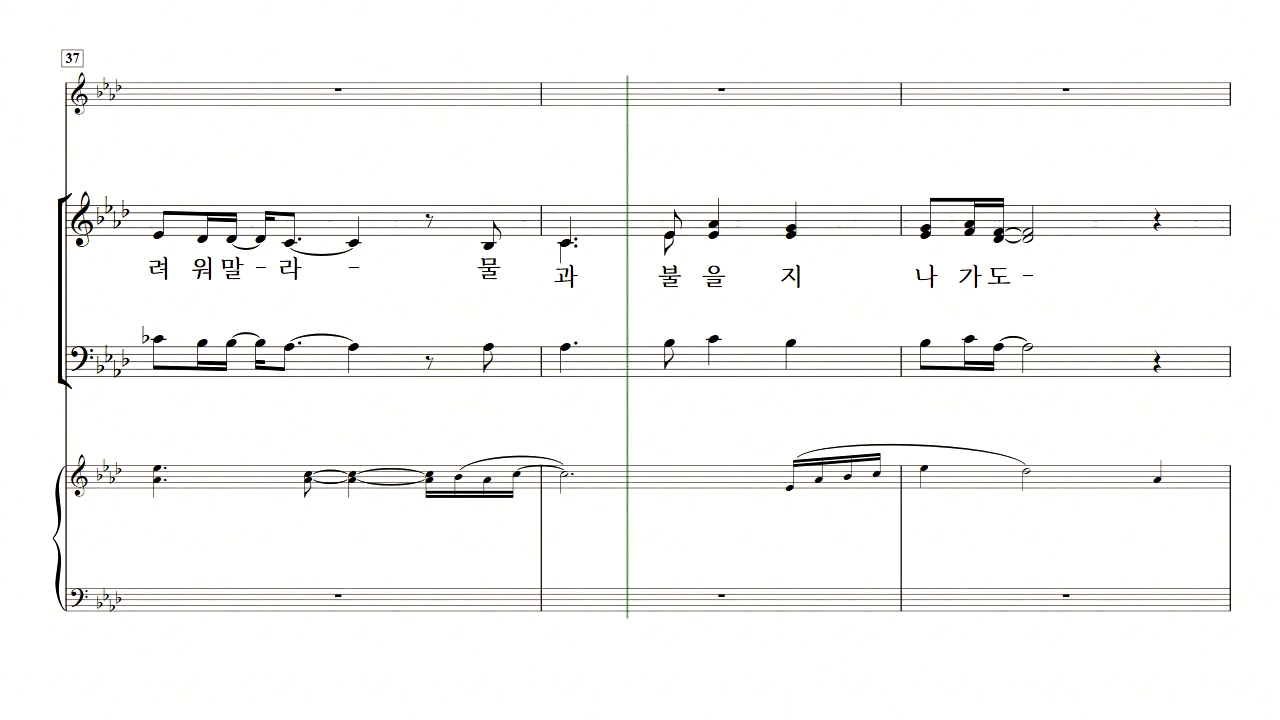 37
려 워 말 - 라 - 물 과 불 을 지 나 가 도 -